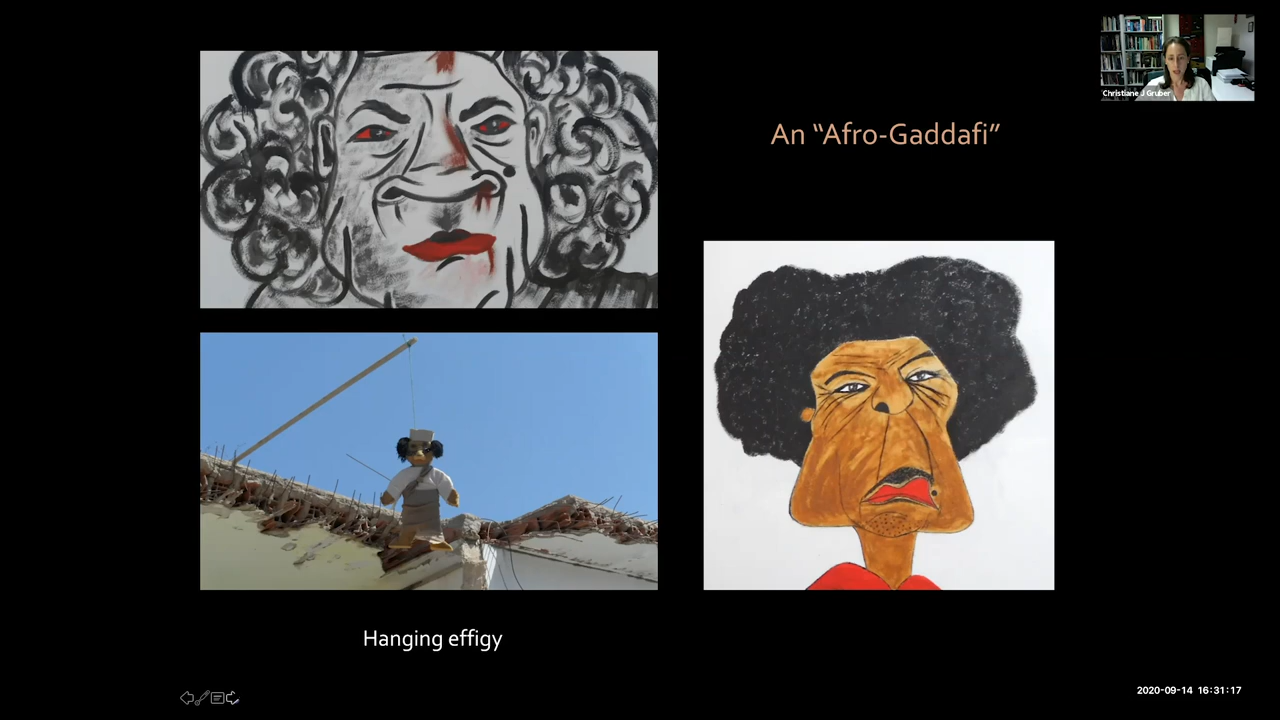 Christiane J Gruber
An “Afro-Gaddafi”
Hanging effigy
2020-09-14 16:31:17